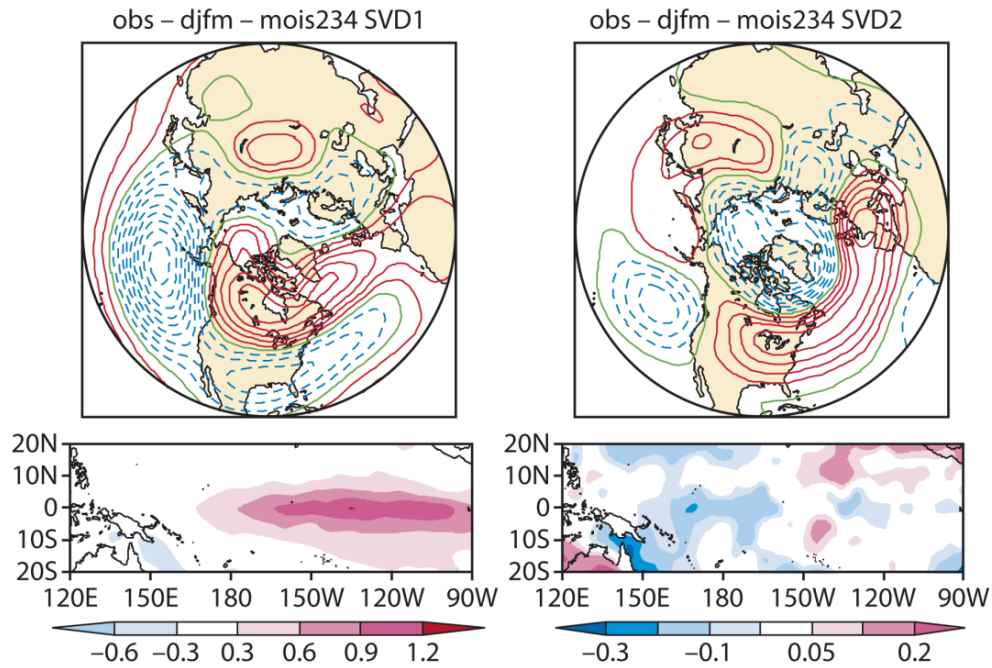 obs – djfm – mois234 SVD1
obs – djfm – mois234 SVD2
20N
10N
0
10S
20S
120E 150E 180 150W 120W 90W
–0.6 –0.3 0.3 0.6 0.9 1.2
20N
10N
0
10S
20S
120E 150E 180 150W 120W 90W
–0.3 –0.1 0.05 0.2